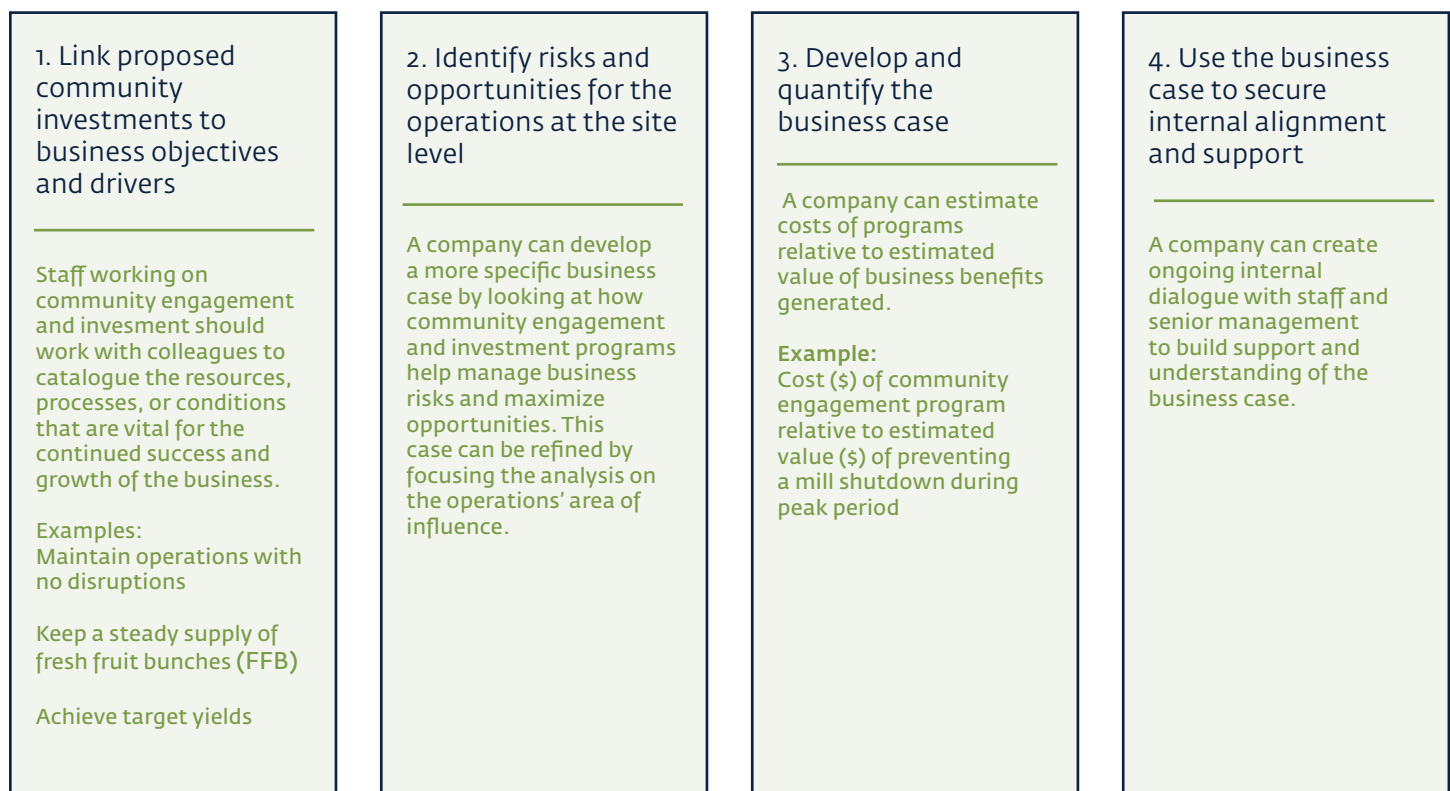 1. Link proposed
community
investments to
business objectives
and drivers
Staff working on
community engagement
and invesment should
work with colleagues to
catalogue the resources,
processes, or conditions
that are vital for the
continued success and
growth of the business.
Examples:
Maintain operations with
no disruptions
Keep a steady supply of
fresh fruit bunches (FFB)
Achieve target yields
2. Identify risks and
opportunities for the
operations at the site
level
A company can develop
a more specific business
case by looking at how
community engagement
and investment programs
help manage business
risks and maximize
opportunities. This
case can be refined by
focusing the analysis on
the operations' area of
influence.
3. Develop and
quantify the
business case
A company can estimate
costs of programs
relative to estimated
value of business benefits
generated.
Example:
Cost ($) of community
engagement program
relative to estimated
value ($) of preventing
a mill shutdown during
peak period
4. Use the business
case to secure
internal alignment
and support
A company can create
ongoing internal
dialogue with staff and
senior management
to build support and
understanding of the
business case.